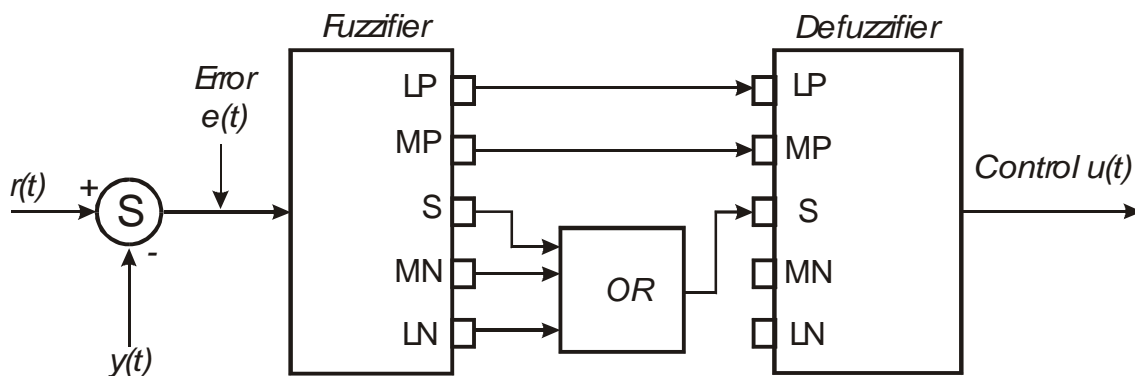 Fuzzifier
Defuzzifier
Error
e(t)
LP
LP
MP
MP
r(t)
+
S
-
y(t)
S
S
Control u(t)
MN
OR
MN
LN
LN